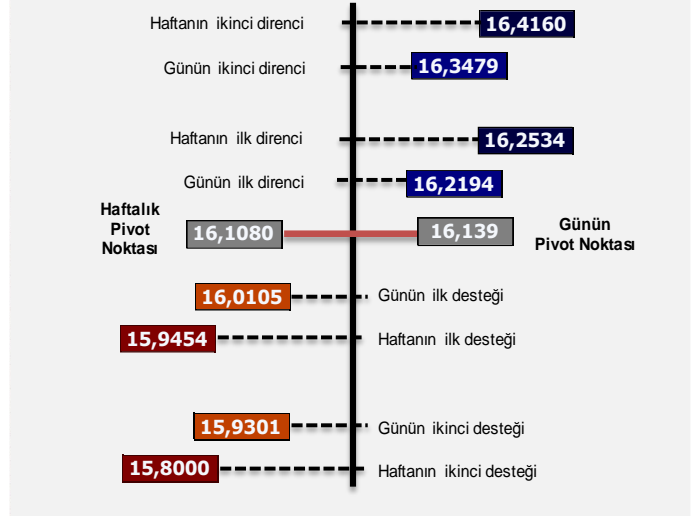 Haftanın ikinci direnci 16,4160
Günün ikinci direnci 16,3479
Haftanın ilk direnci 16,2534
Günün ilk direnci 16,2194
Haftalık
Pivot
Noktası
16,1080
16,139
Günün
Pivot Noktası
16,0105 Günün ilk desteği
15,9454 Haftanın ilk desteği
15,9301 Günün ikinci desteği
15,8000 Haftanın ikinci desteği